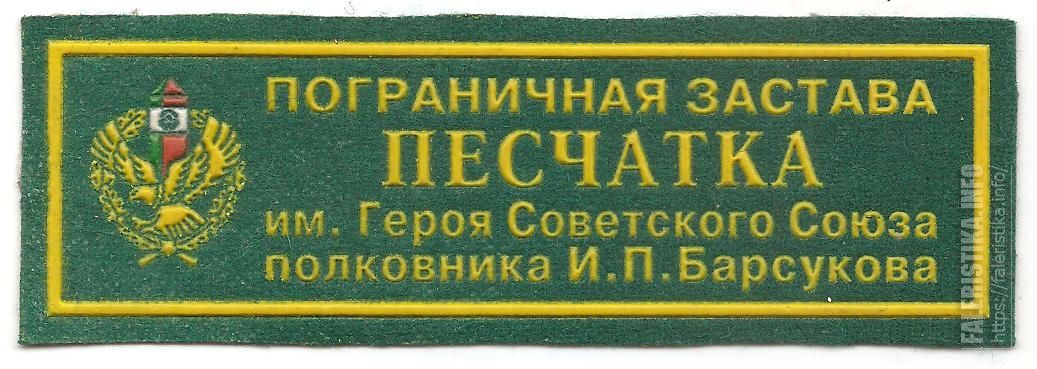 ПОГРАНИЧНАЯ ЗАСТАВА
ПЕСЧАТКА
им. Героя Советского Союза
полковника И.П.Барсукова
FALERISTIKA.INFO
https://faleristika.info/